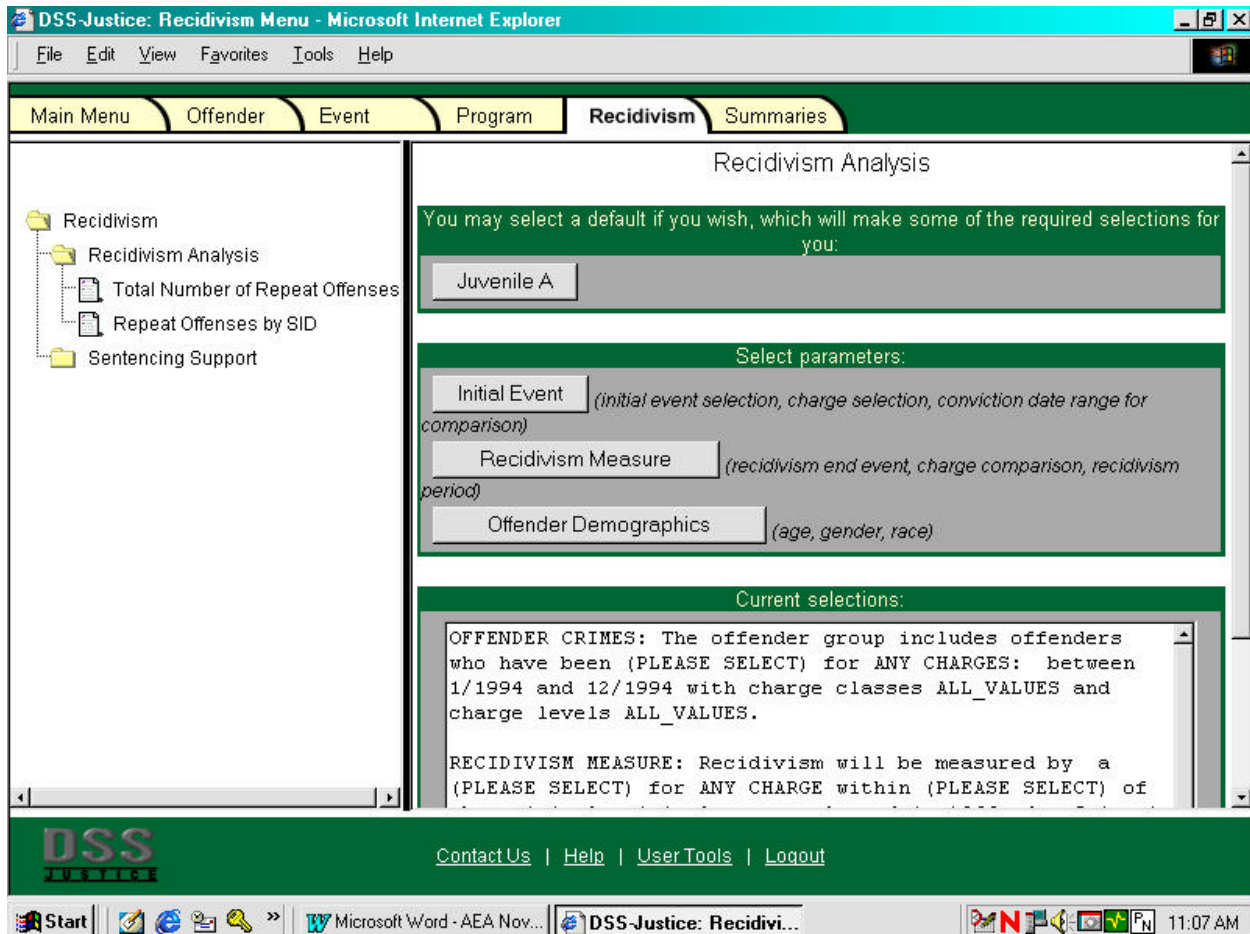 DSS-Justice: Recidivism Menu - Microsoft Internet Explorer
File Edit View Favorites Tools Help
Main Menu Offender Event Program Recidivism Summaries
Recidivism
Recidivism Analysis
Total Number of Repeat Offenses
Repeat Offenses by SID
Sentencing Support
Recidivism Analysis
You may select a default if you wish, which will make some of the required selections for
you:
Juvenile A
Select parameters:
Initial Event (initial event selection, charge selection, conviction date range for
comparison)
Recidivism Measure (recidivism end event, charge comparison, recidivism
period)
Offender Demographics (age, gender, race)
Current selections:
OFFENDER CRIMES: The offender group includes offenders
who have been (PLEASE SELECT) for ANY CHARGES: between
1/1994 and 12/1994 with charge classes ALL_VALUES and
charge levels ALL_VALUES.
RECIDIVISM MEASURE: Recidivism will be measured by a
(PLEASE SELECT) for ANY CHARGE within (PLEASE SELECT) of
DSS
JUSTICE
Contact Us | Help | User Tools | Logout
Start » Microsoft Word - AEA Nov... DSS-Justice: Recidivi... N PN 11:07 AM